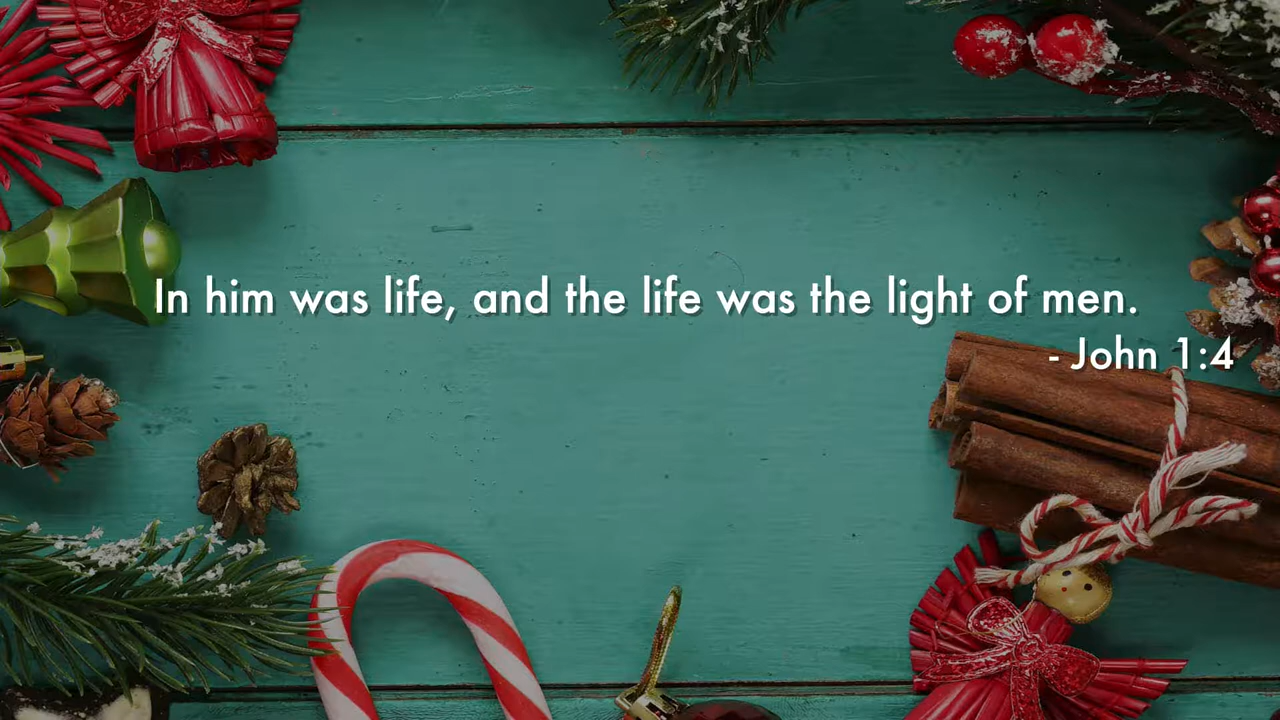 In him was life, and the life was the light of men.
- John 1:4